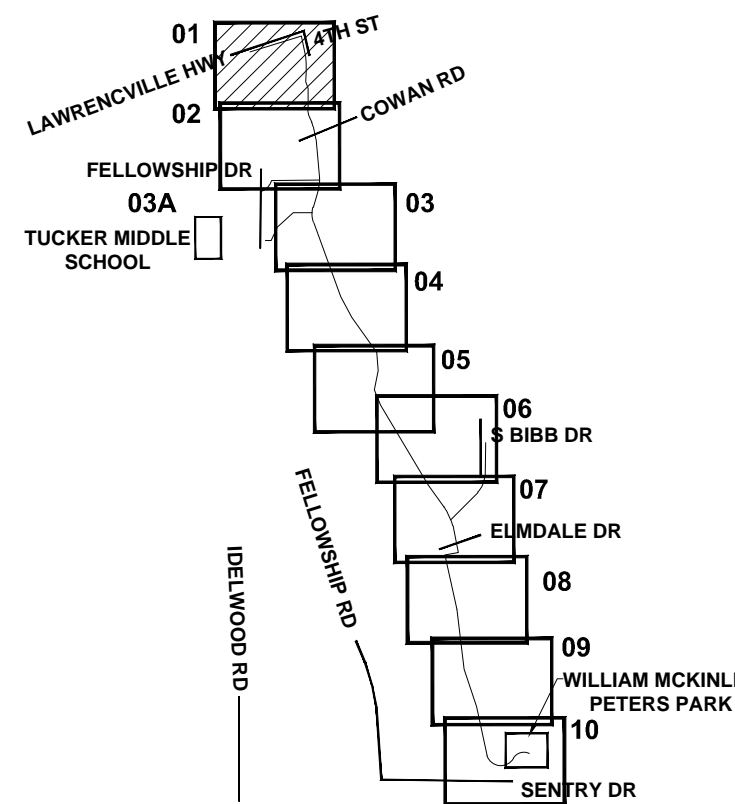 01
4TH ST
LAWRENCVILLE HWY
02
COWAN RD
FELLOWSHIP DR
03A
03
TUCKER MIDDLE
SCHOOL
04
05
06
S BIBB DR
07
FELLOWSHIP RD
ELMDALE DR
IDELWOOD RD
08
09
WILLIAM MCKINL
PETERS PARK
10
SENTRY DR